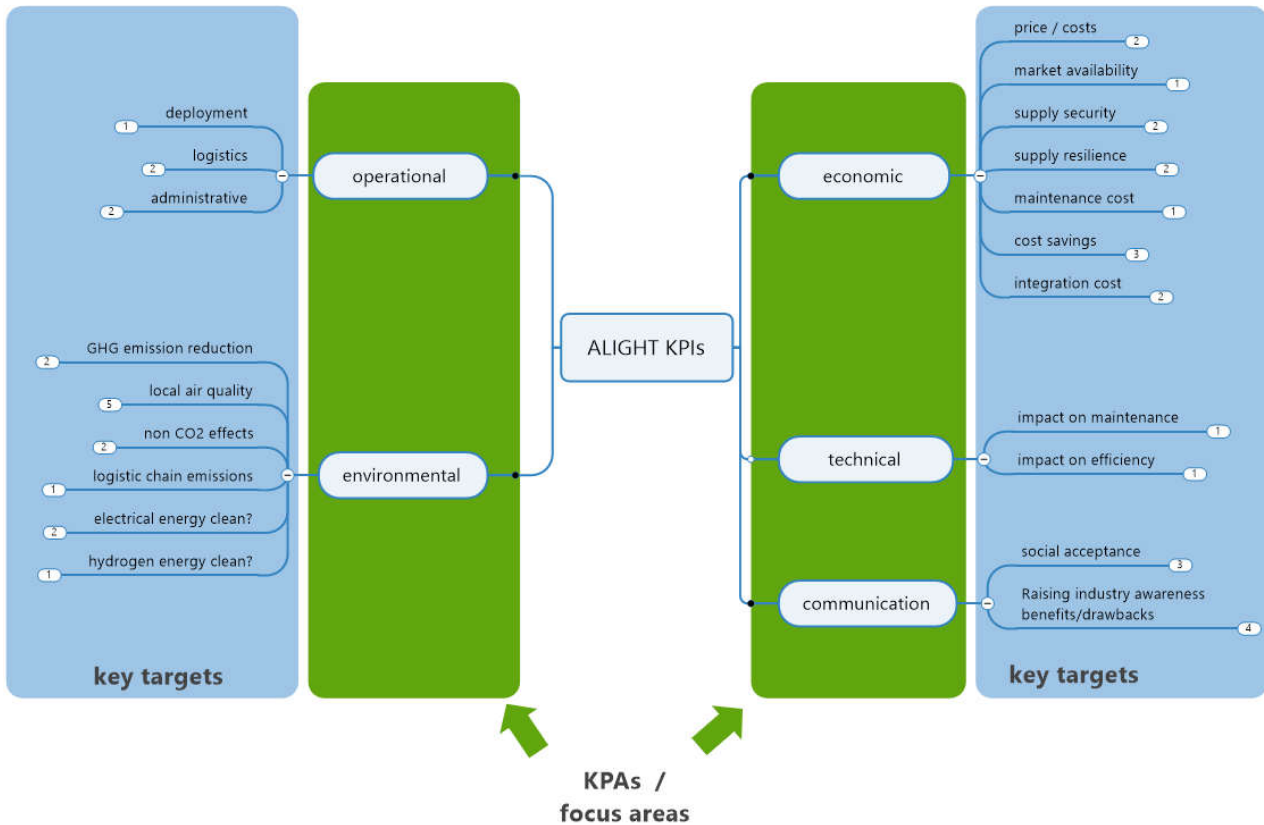 deployment
1
logistics
2
administrative
2
operational
GHG emission reduction
2
local air quality
5
non CO2 effects
2
logistic chain emissions
1
electrical energy clean?
2
hydrogen energy clean?
1
environmental
key targets
ALIGHT KPIs
economic
price / costs
2
market availability
1
supply security
2
supply resilience
2
maintenance cost
1
cost savings
3
integration cost
2
technical
impact on maintenance
1
impact on efficiency
1
communication
social acceptance
3
Raising industry awareness
benefits/drawbacks
4
key targets
KPAs /
focus areas